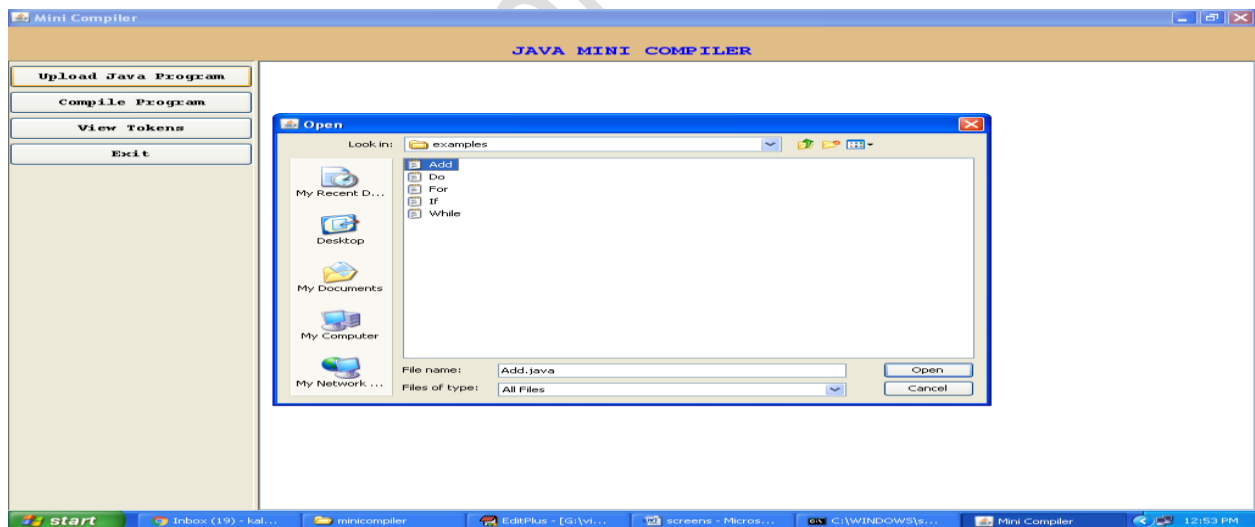 Mini Compiler
JAVA MINI COMPILER
Upload Java Program
Compile Program
View Tokens
Exit
Open
Look in: examples
My Recent D...
Desktop
My Documents
My Computer
My Network ...
Add
Do
For
If
While
File name: Add.java Open
Files of type: All Files Cancel
start Inbox (19) - kal... minicompiler EditPlus - [G:\vi... screens - Micros... C:\WINDOWS\s... Mini Compiler 12:53 PM